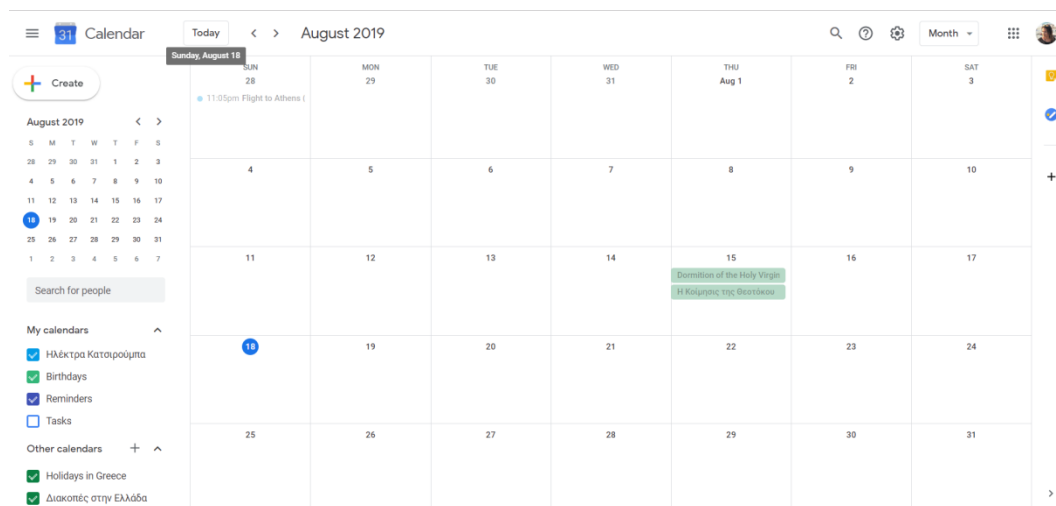 31 Calendar Today < > August 2019 Month
Sunday, August 18
Create
August 2019 < >
S M T W T F S
28 29 30 31 1 2 3
4 5 6 7 8 9 10
11 12 13 14 15 16 17
18 19 20 21 22 23 24
25 26 27 28 29 30 31
1 2 3 4 5 6 7
Search for people
My calendars
Ηλέκτρα Κατσιρούμπα
Birthdays
Reminders
Tasks
Other calendars
Holidays in Greece
Διακοπές στην Ελλάδα
SUN MON TUE WED THU FRI SAT
28 29 30 31 Aug 1 2 3
11:05pm Flight to Athens (
4 5 6 7 8 9 10
11 12 13 14 15 16 17
Dormition of the Holy Virgin
Η Κοίμησις της Θεοτόκου
18 19 20 21 22 23 24
25 26 27 28 29 30 31